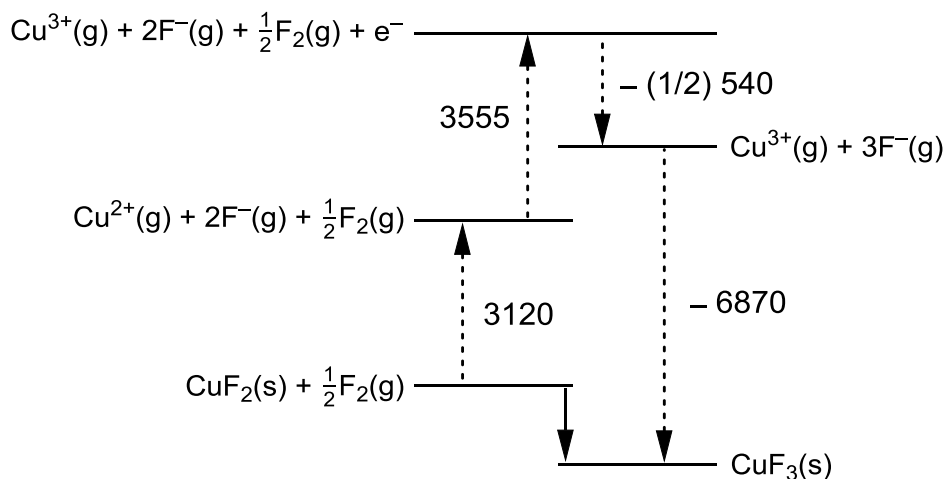 Cu³⁺(g) + 2F⁻(g) + ½F₂(g) + e⁻
– (1/2) 540
3555
Cu³⁺(g) + 3F⁻(g)
Cu²⁺(g) + 2F⁻(g) + ½F₂(g)
3120
– 6870
CuF₂(s) + ½F₂(g)
CuF₃(s)